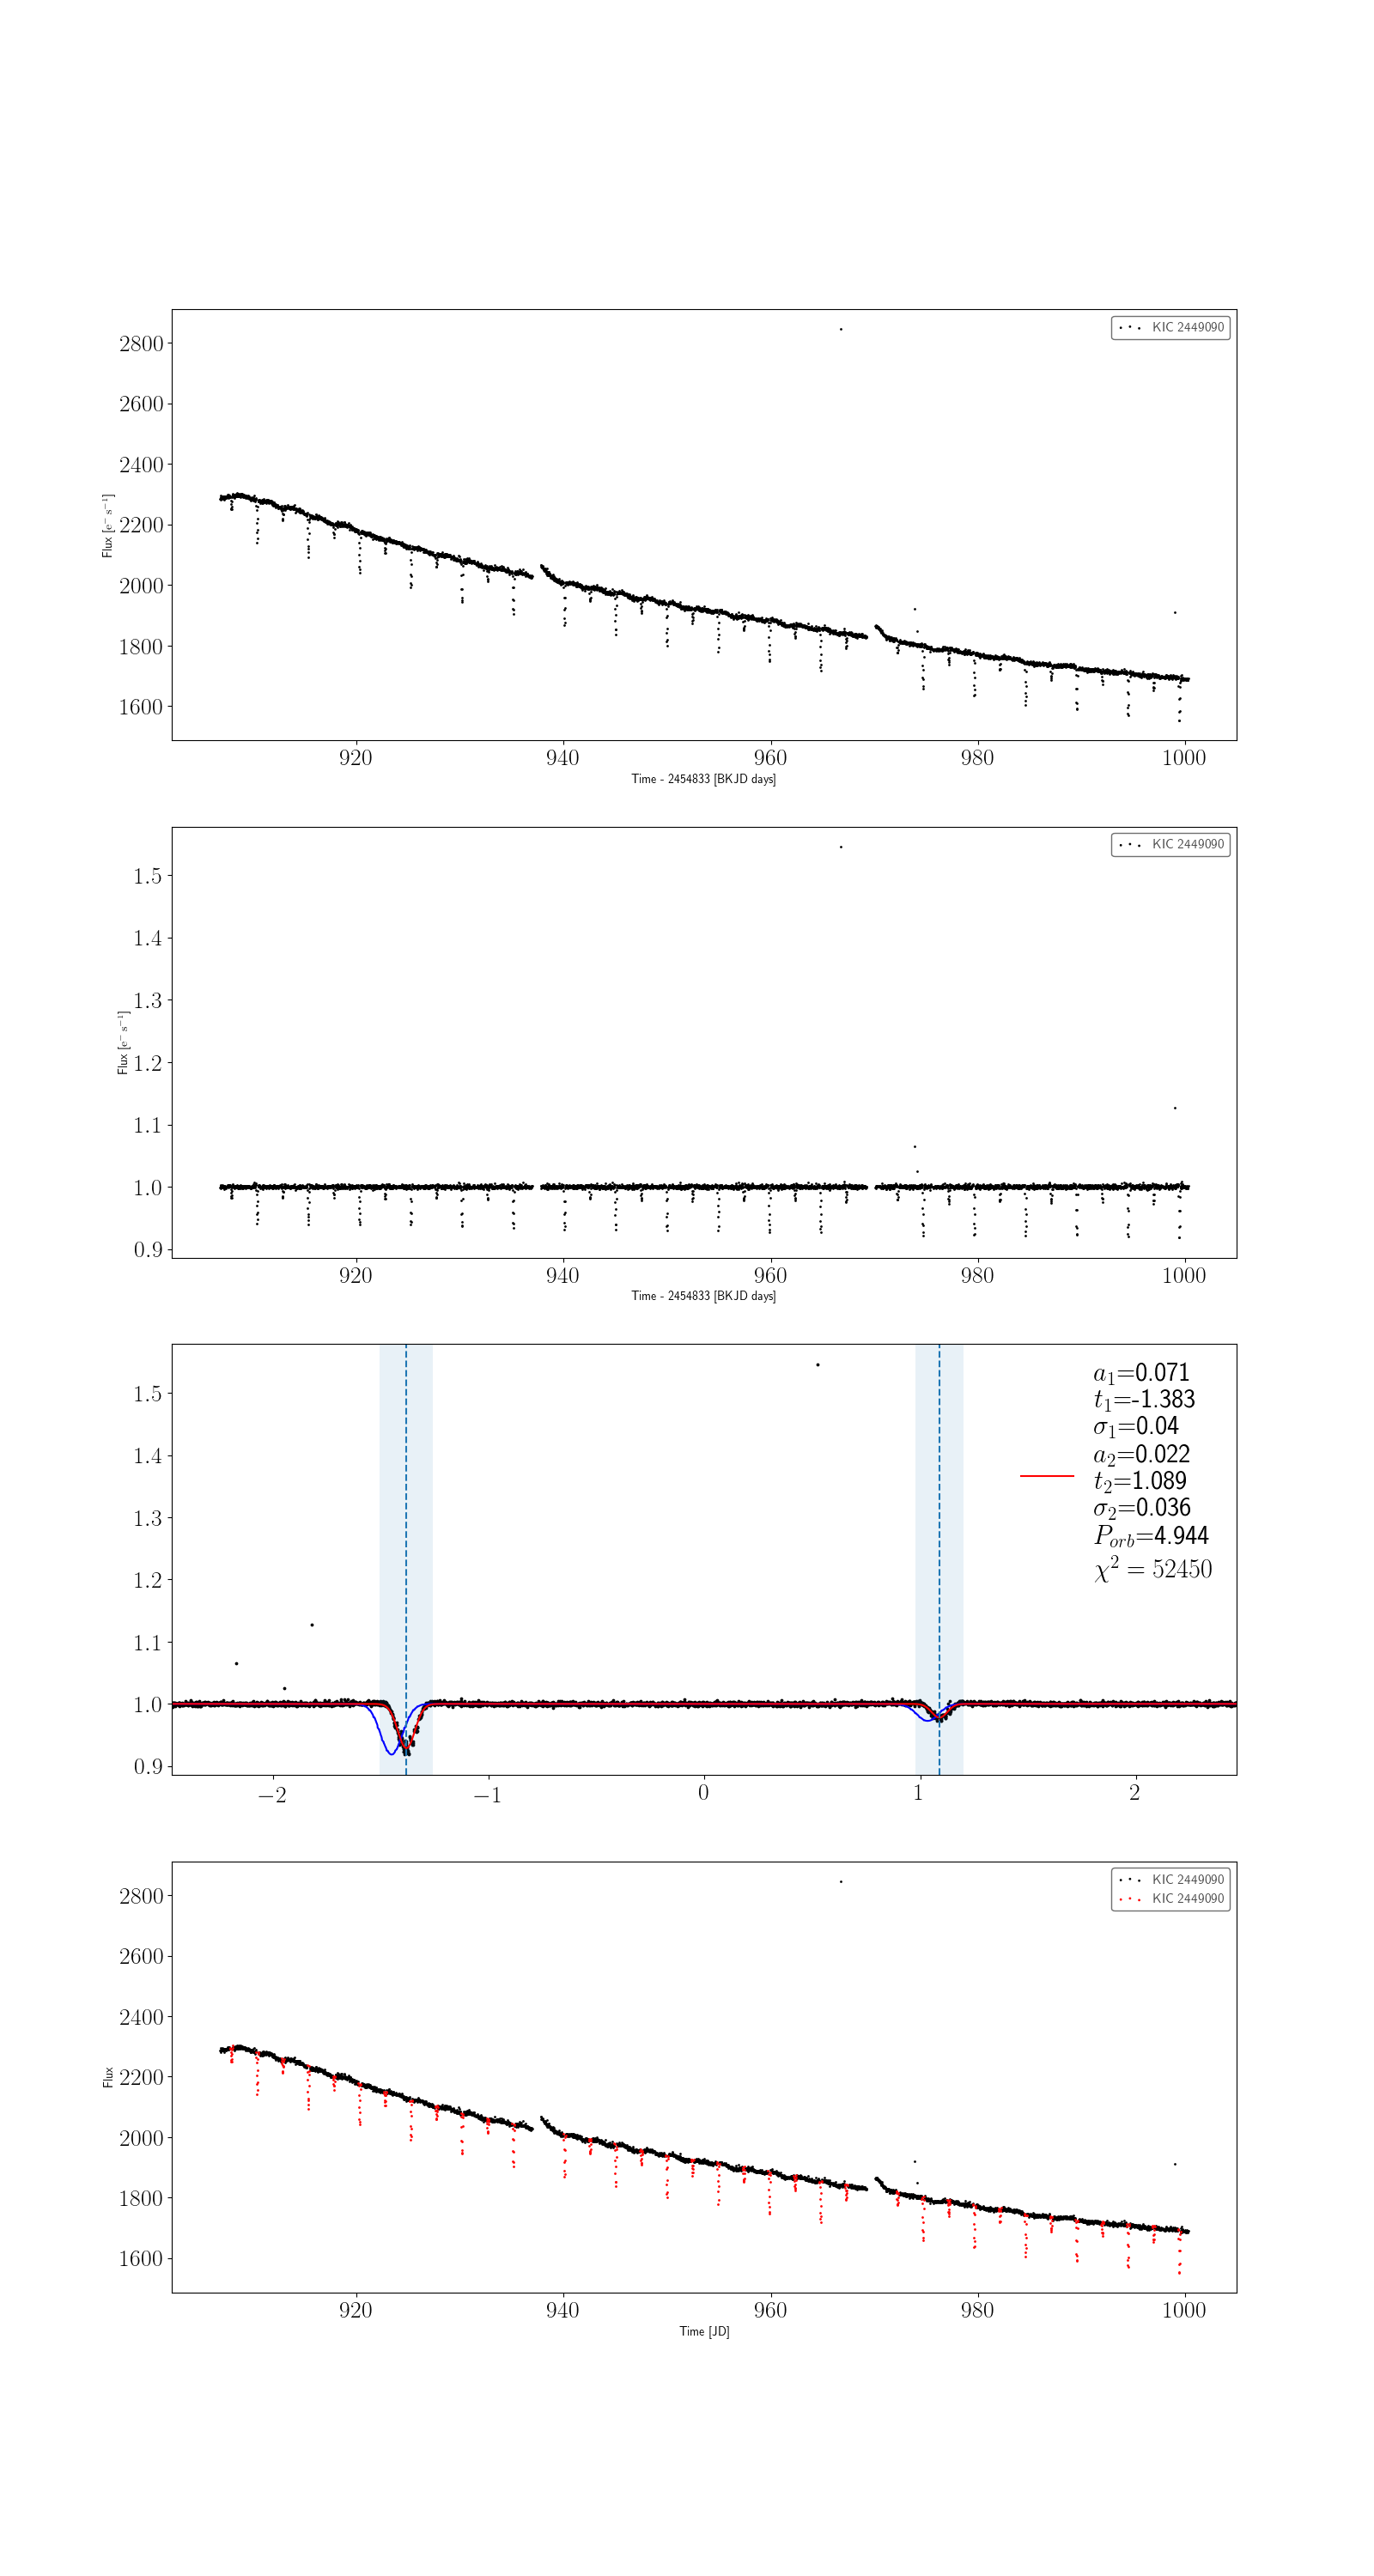 KIC 2449090
2800
2600
2400
2200
2000
1800
1600
Flux [e⁻ s⁻¹]
920 940 960 980 1000
Time - 2454833 [BKJD days]
KIC 2449090
1.5
1.4
1.3
1.2
1.1
1.0
0.9
Flux [e⁻ s⁻¹]
920 940 960 980 1000
Time - 2454833 [BKJD days]
a₁=0.071
t₁=-1.383
σ₁=0.04
a₂=0.022
t₂=1.089
σ₂=0.036
P_orb=4.944
χ² = 52450
1.5
1.4
1.3
1.2
1.1
1.0
0.9
−2 −1 0 1 2
KIC 2449090
KIC 2449090
2800
2600
2400
2200
2000
1800
1600
Flux
920 940 960 980 1000
Time [JD]